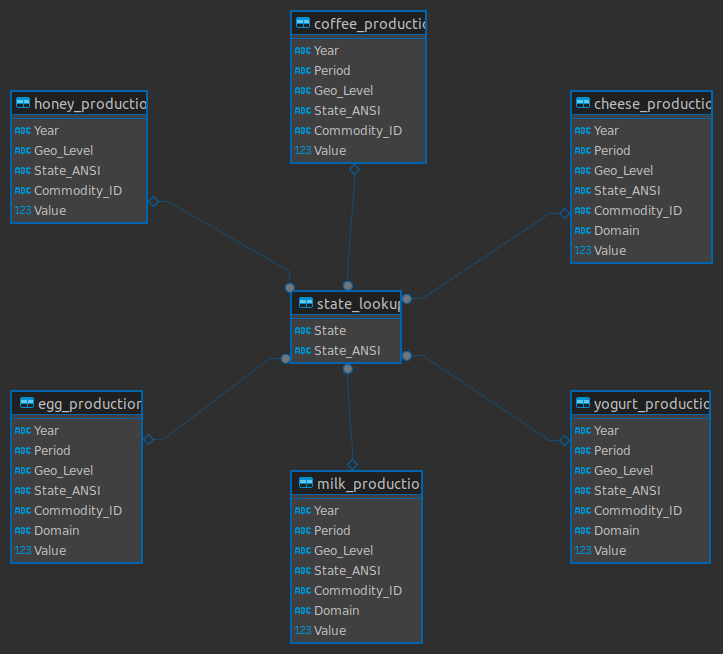 coffee_productio
ABC Year
ABC Period
ABC Geo_Level
ABC State_ANSI
ABC Commodity_ID
123 Value
honey_productio
ABC Year
ABC Geo_Level
ABC State_ANSI
ABC Commodity_ID
123 Value
cheese_productio
ABC Year
ABC Period
ABC Geo_Level
ABC State_ANSI
ABC Commodity_ID
ABC Domain
123 Value
state_lookup
ABC State
ABC State_ANSI
egg_production
ABC Year
ABC Period
ABC Geo_Level
ABC State_ANSI
ABC Commodity_ID
ABC Domain
123 Value
milk_productio
ABC Year
ABC Period
ABC Geo_Level
ABC State_ANSI
ABC Commodity_ID
ABC Domain
123 Value
yogurt_productio
ABC Year
ABC Period
ABC Geo_Level
ABC State_ANSI
ABC Commodity_ID
ABC Domain
123 Value